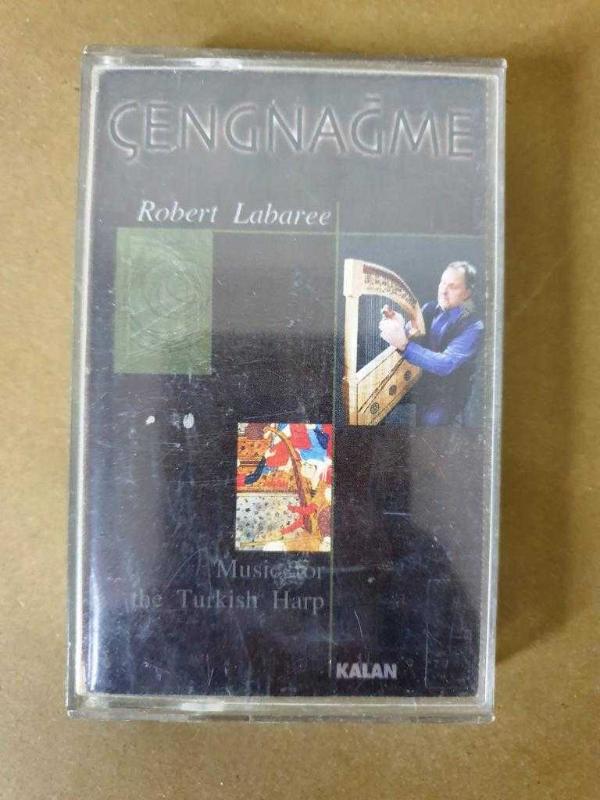 ÇENGNAĞME
Robert Labaree
Music for
the Turkish Harp
KALAN